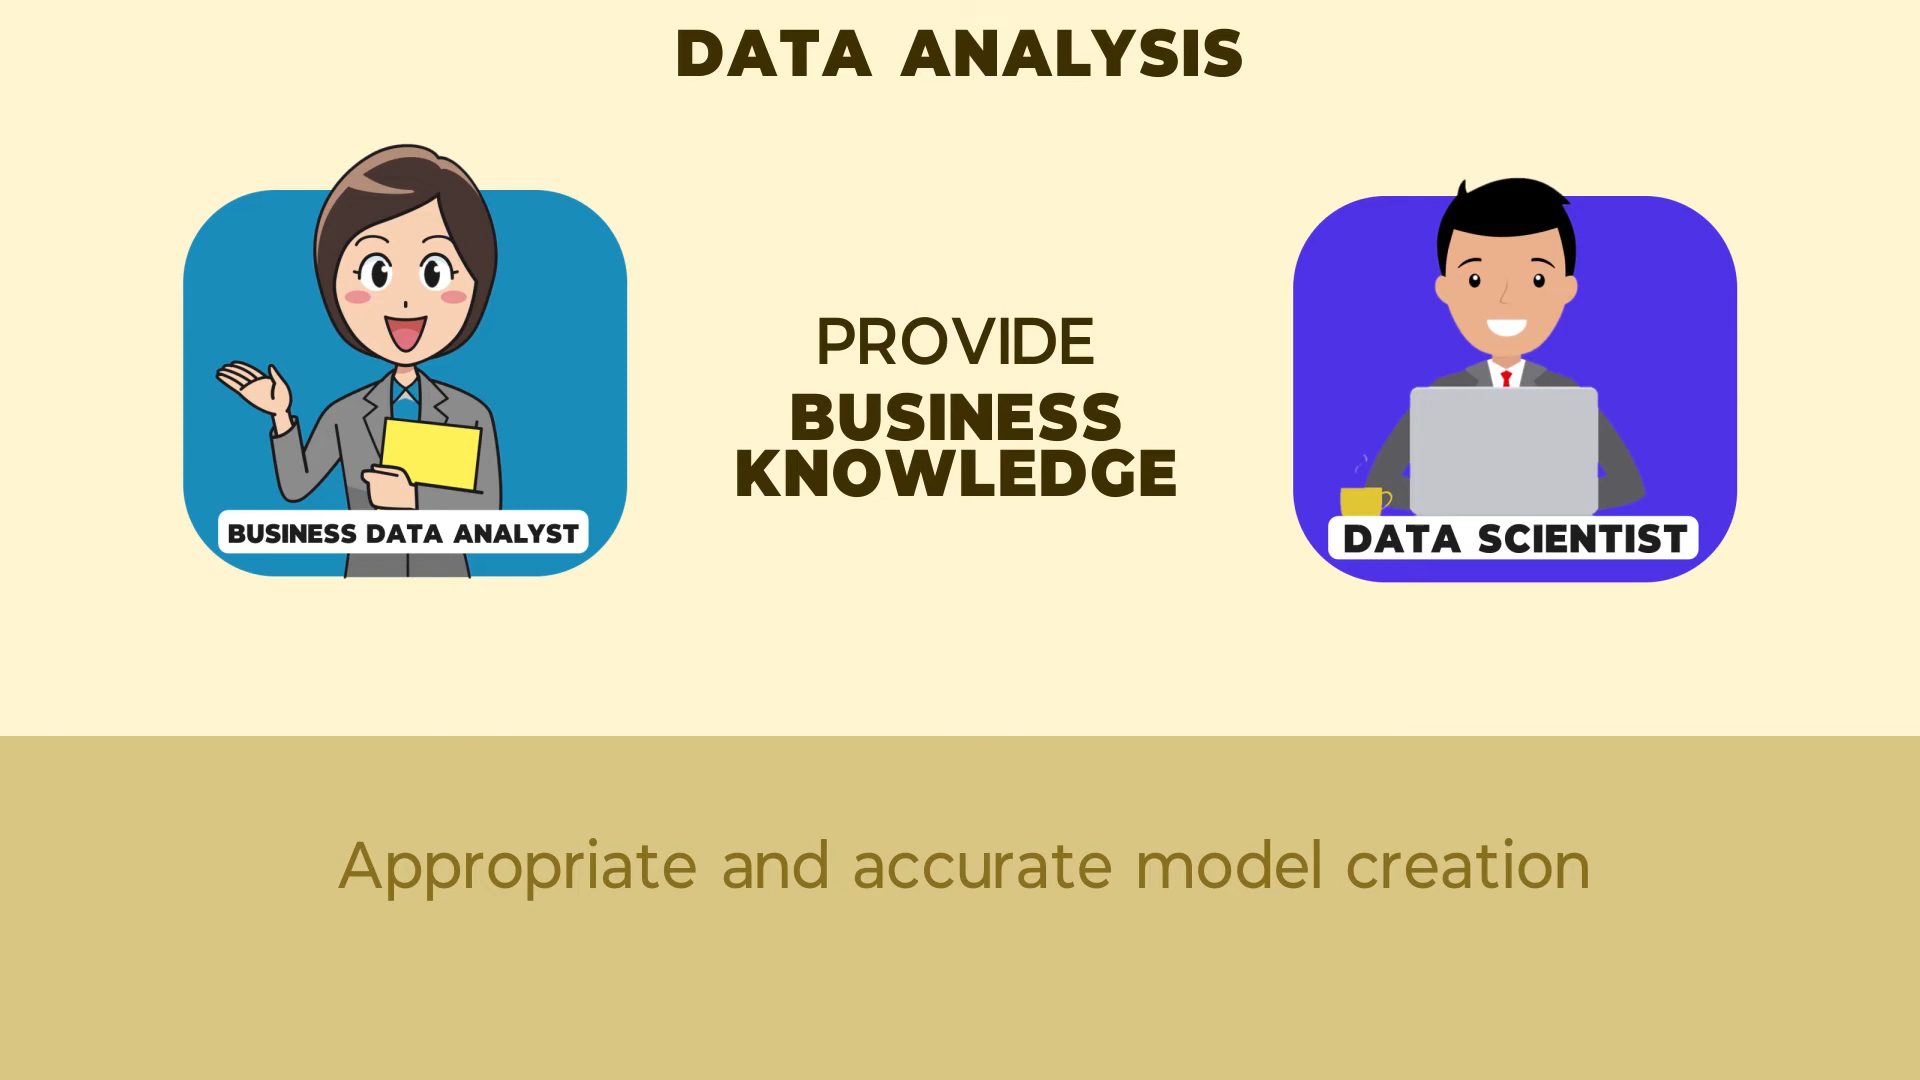 DATA ANALYSIS
PROVIDE
BUSINESS
KNOWLEDGE
BUSINESS DATA ANALYST
DATA SCIENTIST
Appropriate and accurate model creation